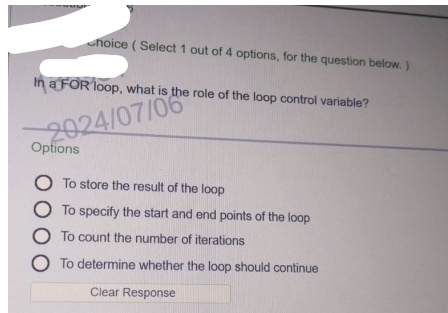 Choice ( Select 1 out of 4 options, for the question below. )
In a FOR loop, what is the role of the loop control variable?
2024/07/06
Options
To store the result of the loop
To specify the start and end points of the loop
To count the number of iterations
To determine whether the loop should continue
Clear Response